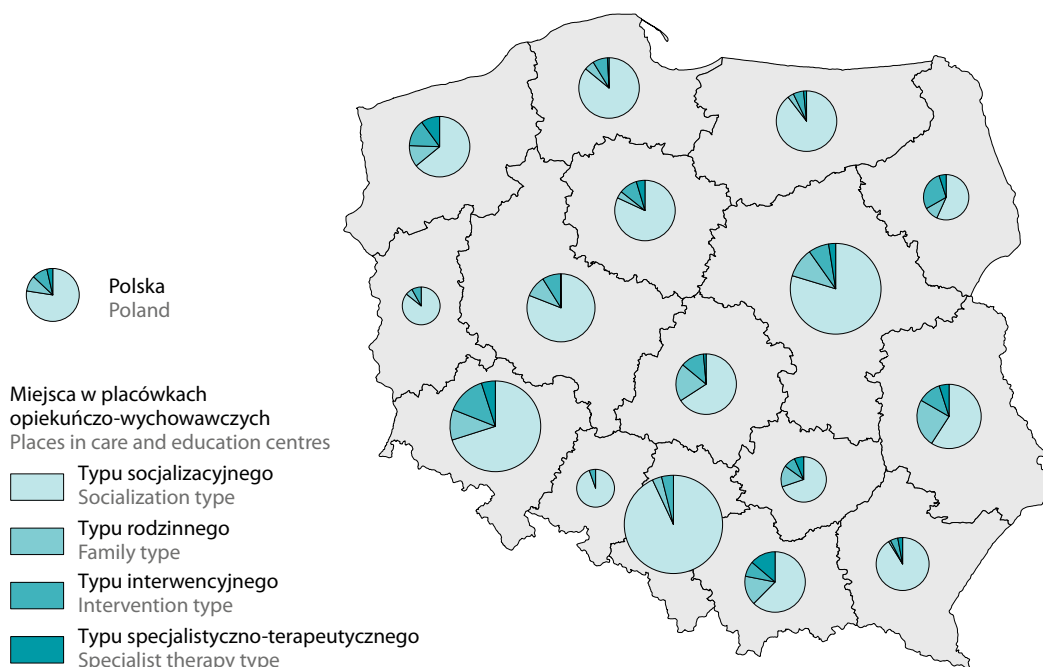 Polska
Poland
Miejsca w placówkach
opiekuńczo-wychowawczych
Places in care and education centres
Typu socjalizacyjnego
Socialization type
Typu rodzinnego
Family type
Typu interwencyjnego
Intervention type
Typu specjalistyczno-terapeutycznego
Specialist therapy type